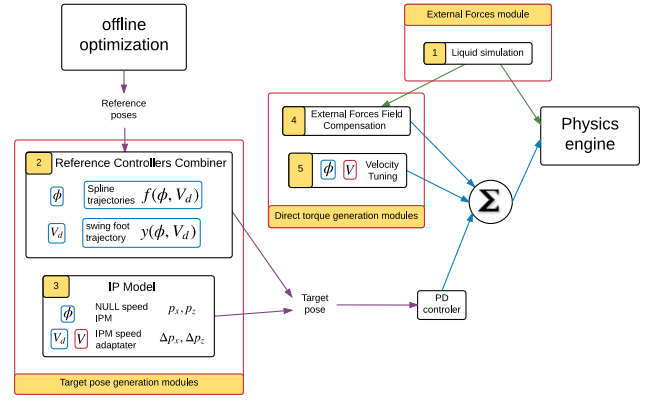 offline
optimization
Reference
poses
External Forces module
1
Liquid simulation
4
External Forces Field
Compensation
5
ϕ
V
Velocity
Tuning
Direct torque generation modules
Physics
engine
Σ
2
Reference Controllers Combiner
ϕ
Spline
trajectories
f(ϕ, V_d)
V_d
swing foot
trajectory
y(ϕ, V_d)
3
IP Model
ϕ
NULL speed
IPM
p_x, p_z
V_d
V
IPM speed
adaptater
Δp_x, Δp_z
Target pose generation modules
Target
pose
PD
controler